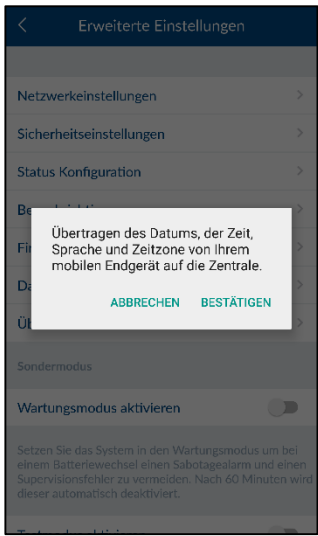 Erweiterte Einstellungen
Netzwerkeinstellungen
Sicherheitseinstellungen
Status Konfiguration
Übertragen des Datums, der Zeit,
Sprache und Zeitzone von Ihrem
mobilen Endgerät auf die Zentrale.
ABBRECHEN BESTÄTIGEN
Sondermodus
Wartungsmodus aktivieren
Setzen Sie das System in den Wartungsmodus um bei
einem Batteriewechsel einen Sabotagealarm und einen
Supervisionsfehler zu vermeiden. Nach 60 Minuten wird
dieser automatisch deaktiviert.